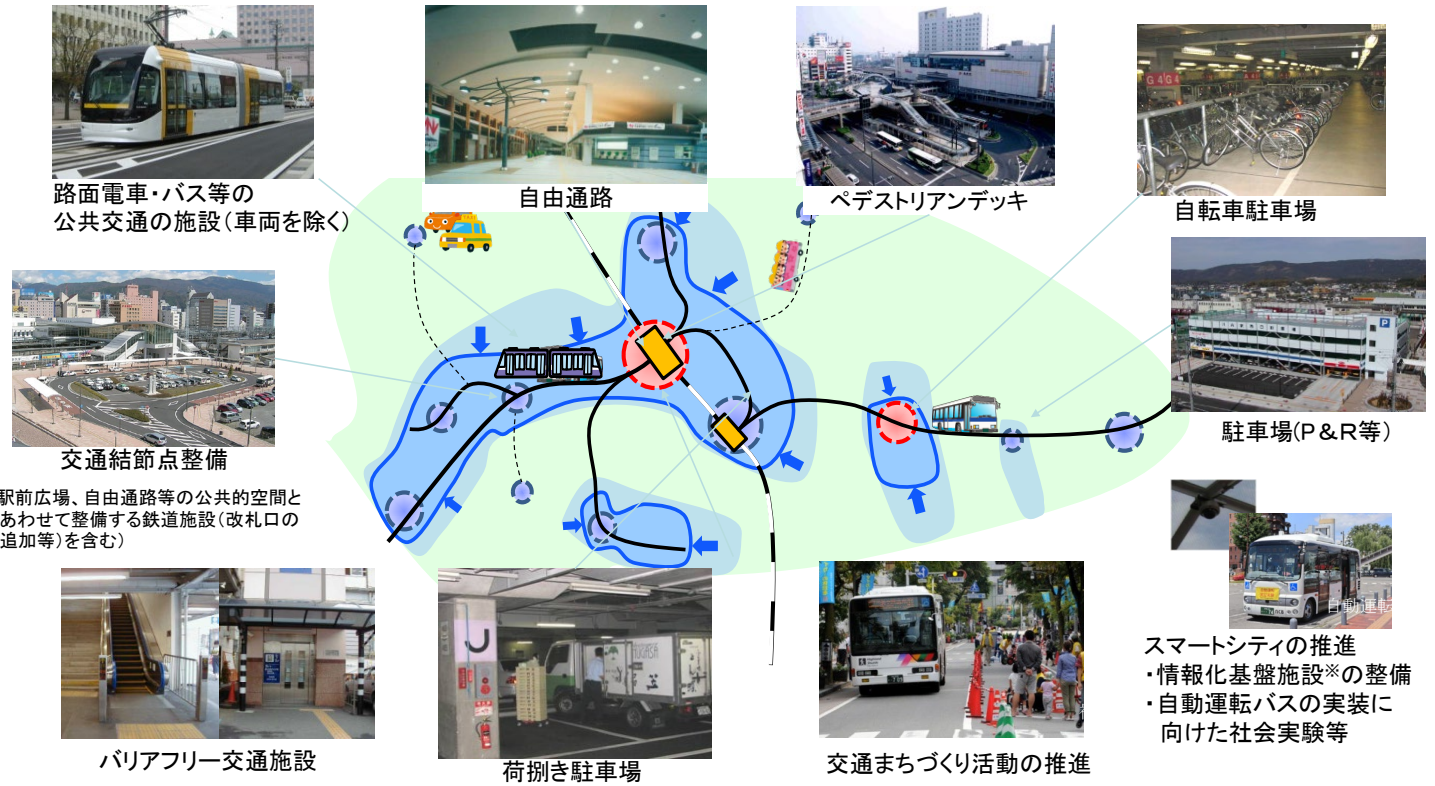 路面電車・バス等の
公共交通の施設（車両を除く）
自由通路
ペデストリアンデッキ
G4 G4
自転車駐車場
TAXI
交通結節点整備
駅前広場、自由通路等の公共的空間と
あわせて整備する鉄道施設（改札口の
追加等）を含む）
P
駐車場(P&R等)
バリアフリー交通施設
荷捌き駐車場
交通まちづくり活動の推進
自動運転
スマートシティの推進
・情報化基盤施設※の整備
・自動運転バスの実装に
向けた社会実験等